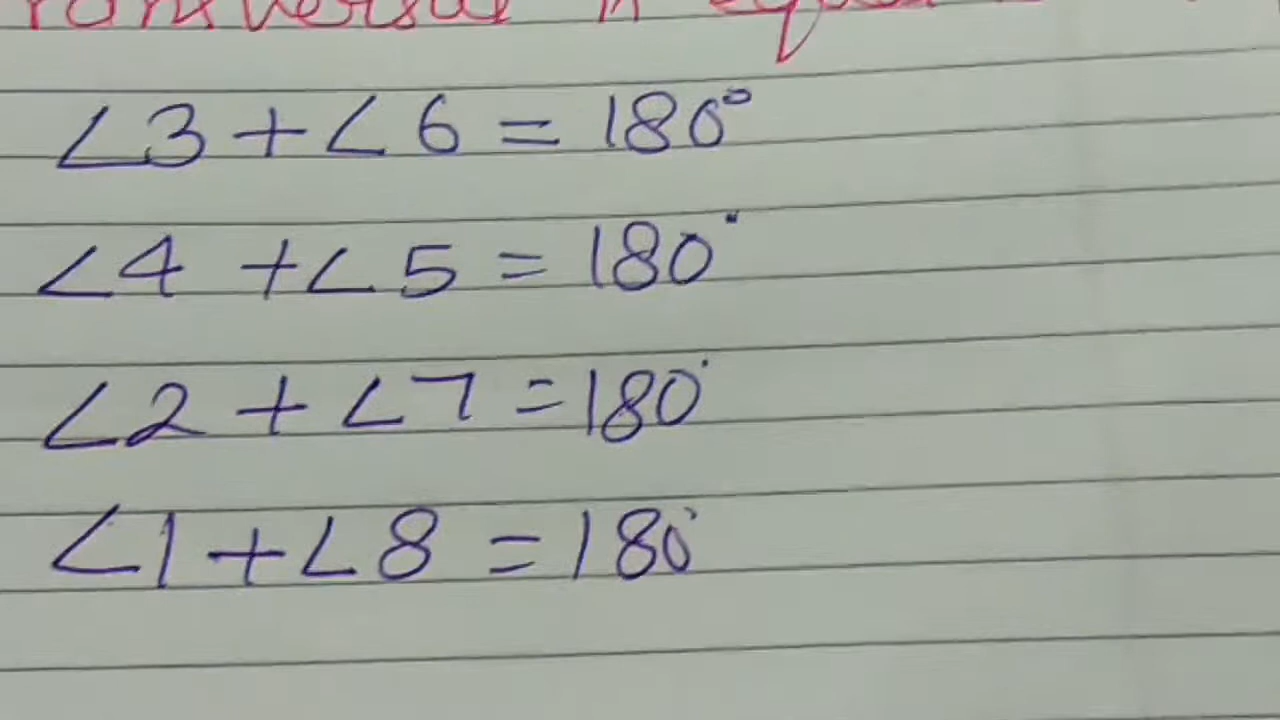 ∠3 + ∠6 = 180°
∠4 + ∠5 = 180°
∠2 + ∠7 = 180°
∠1 + ∠8 = 180°